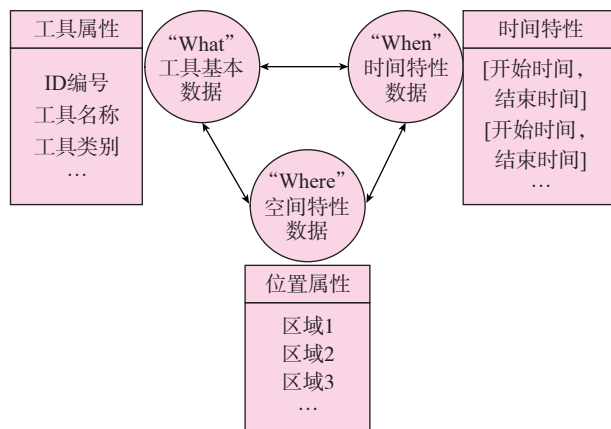 工具属性
ID编号
工具名称
工具类别
…
“What”
工具基本
数据
“When”
时间特性
数据
时间特性
[开始时间，
结束时间]
[开始时间，
结束时间]
…
“Where”
空间特性
数据
位置属性
区域1
区域2
区域3
…